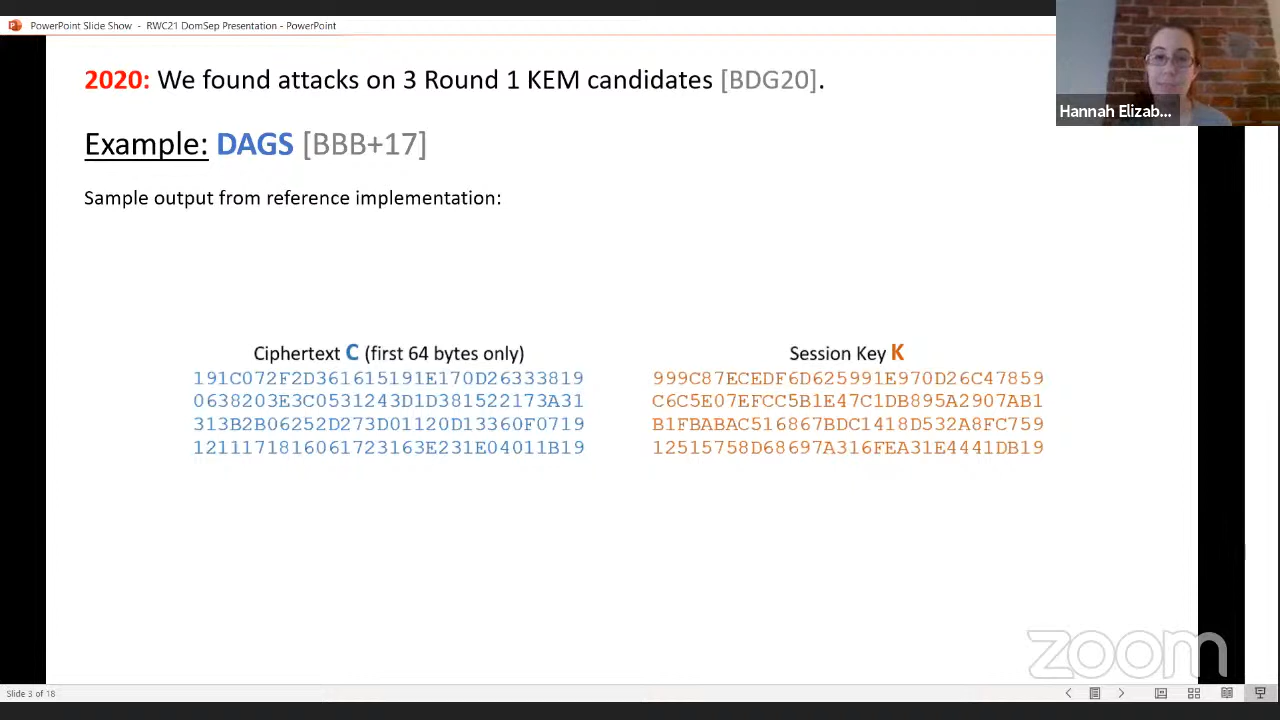 PowerPoint Slide Show - RWC21 DomSep Presentation - PowerPoint
Hannah Elizab...
2020: We found attacks on 3 Round 1 KEM candidates [BDG20].
Example: DAGS [BBB+17]
Sample output from reference implementation:
Ciphertext C (first 64 bytes only)
191C072F2D361615191E170D26333819
0638203E3C0531243D1D381522173A31
313B2B06252D273D01120D13360F0719
1211171816061723163E231E04011B19
Session Key K
999C87ECEDF6D625991E970D26C47859
C6C5E07EFCC5B1E47C1DB895A2907AB1
B1FBABAC516867BDC1418D532A8FC759
12515758D68697A316FEA31E4441DB19
zoom
Slide 3 of 18